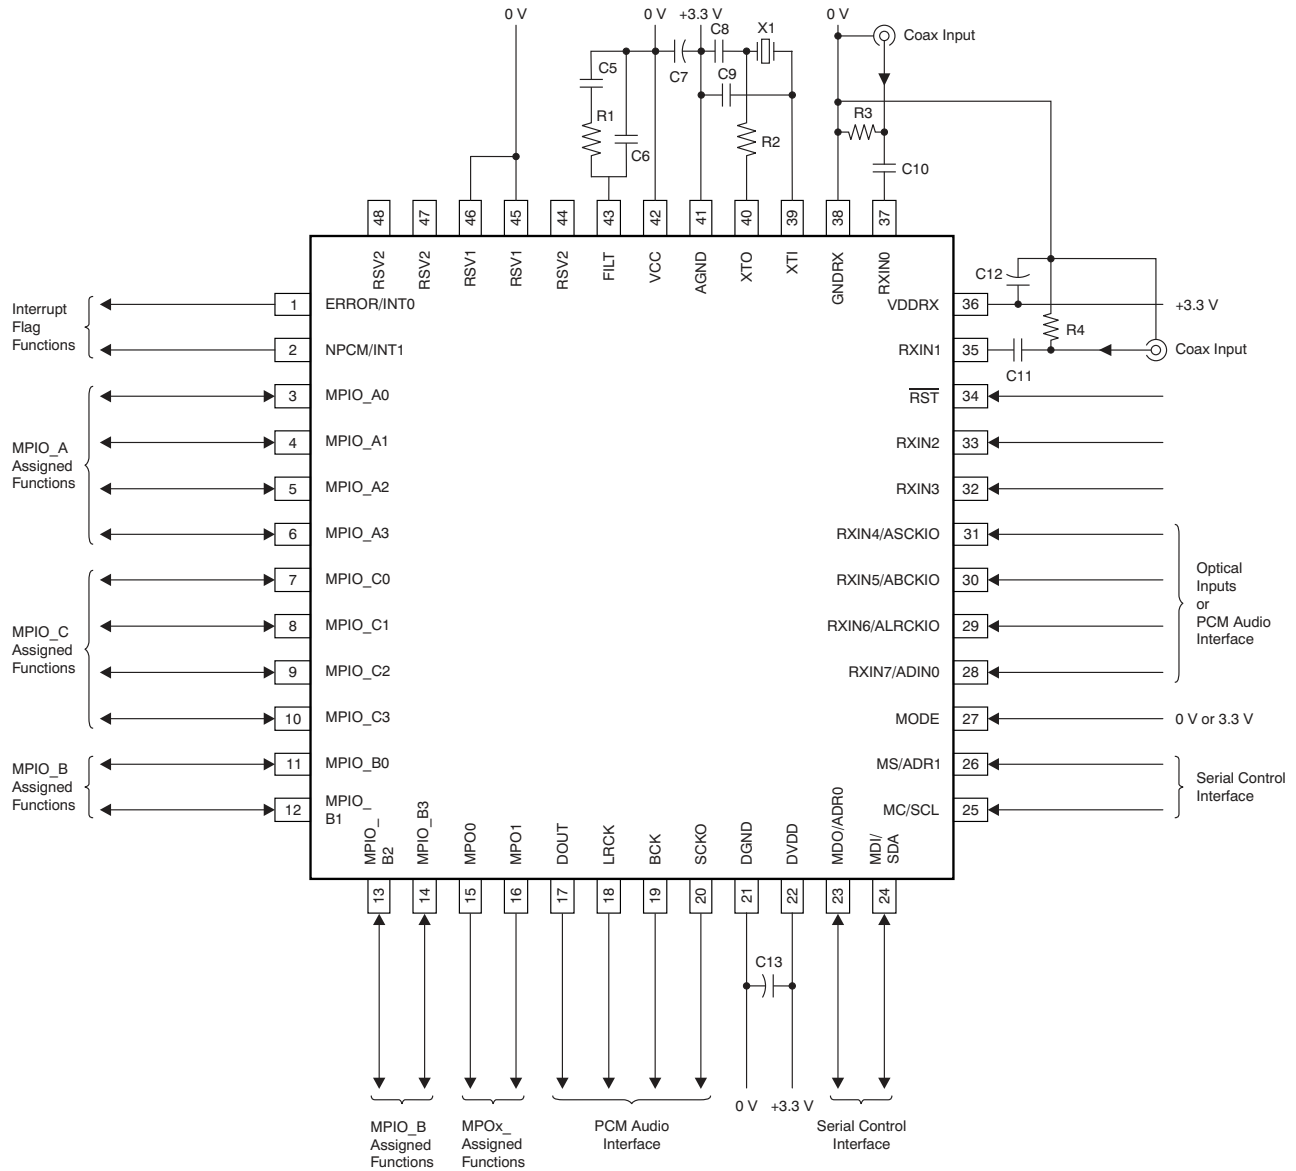 0 V
0 V
+3.3 V
0 V
C8
X1
Coax Input
C5
C7
C9
R1
C6
R2
R3
C10
48
47
46
45
44
43
42
41
40
39
38
37
RSV2
RSV2
RSV1
RSV1
RSV2
FILT
VCC
AGND
XTO
XTI
GNDRX
RXIN0
Interrupt
Flag
Functions
1
ERROR/INT0
2
NPCM/INT1
MPIO_A
Assigned
Functions
3
MPIO_A0
4
MPIO_A1
5
MPIO_A2
6
MPIO_A3
MPIO_C
Assigned
Functions
7
MPIO_C0
8
MPIO_C1
9
MPIO_C2
10
MPIO_C3
MPIO_B
Assigned
Functions
11
MPIO_B0
12
MPIO_
B1
C12
VDDRX
36
+3.3 V
R4
RXIN1
35
C11
Coax Input
RST
34
RXIN2
33
RXIN3
32
RXIN4/ASCKIO
31
RXIN5/ABCKIO
30
RXIN6/ALRCKIO
29
RXIN7/ADIN0
28
Optical
Inputs
or
PCM Audio
Interface
MODE
27
0 V or 3.3 V
MS/ADR1
26
MC/SCL
25
Serial Control
Interface
MPIO_
B2
MPIO_B3
MPO0
MPO1
DOUT
LRCK
BCK
SCKO
DGND
DVDD
MDO/ADR0
MDI/
SDA
13
14
15
16
17
18
19
20
21
22
23
24
C13
0 V
+3.3 V
MPIO_B
Assigned
Functions
MPOx_
Assigned
Functions
PCM Audio
Interface
Serial Control
Interface